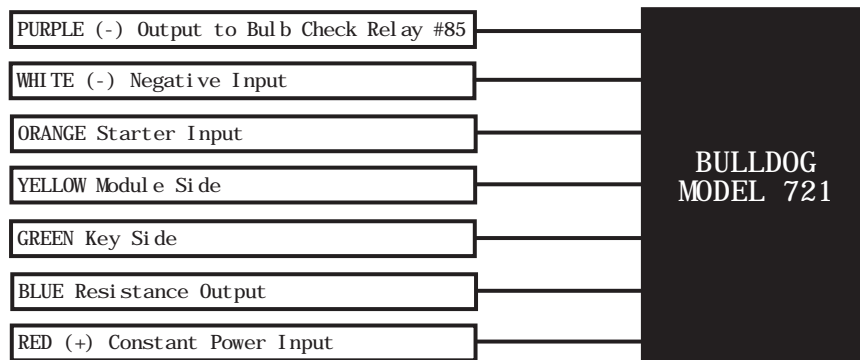 PURPLE (-) Output to Bulb Check Relay #85
WHITE (-) Negative Input
ORANGE Starter Input
YELLOW Module Side
GREEN Key Side
BLUE Resistance Output
RED (+) Constant Power Input
BULLDOG
MODEL 721